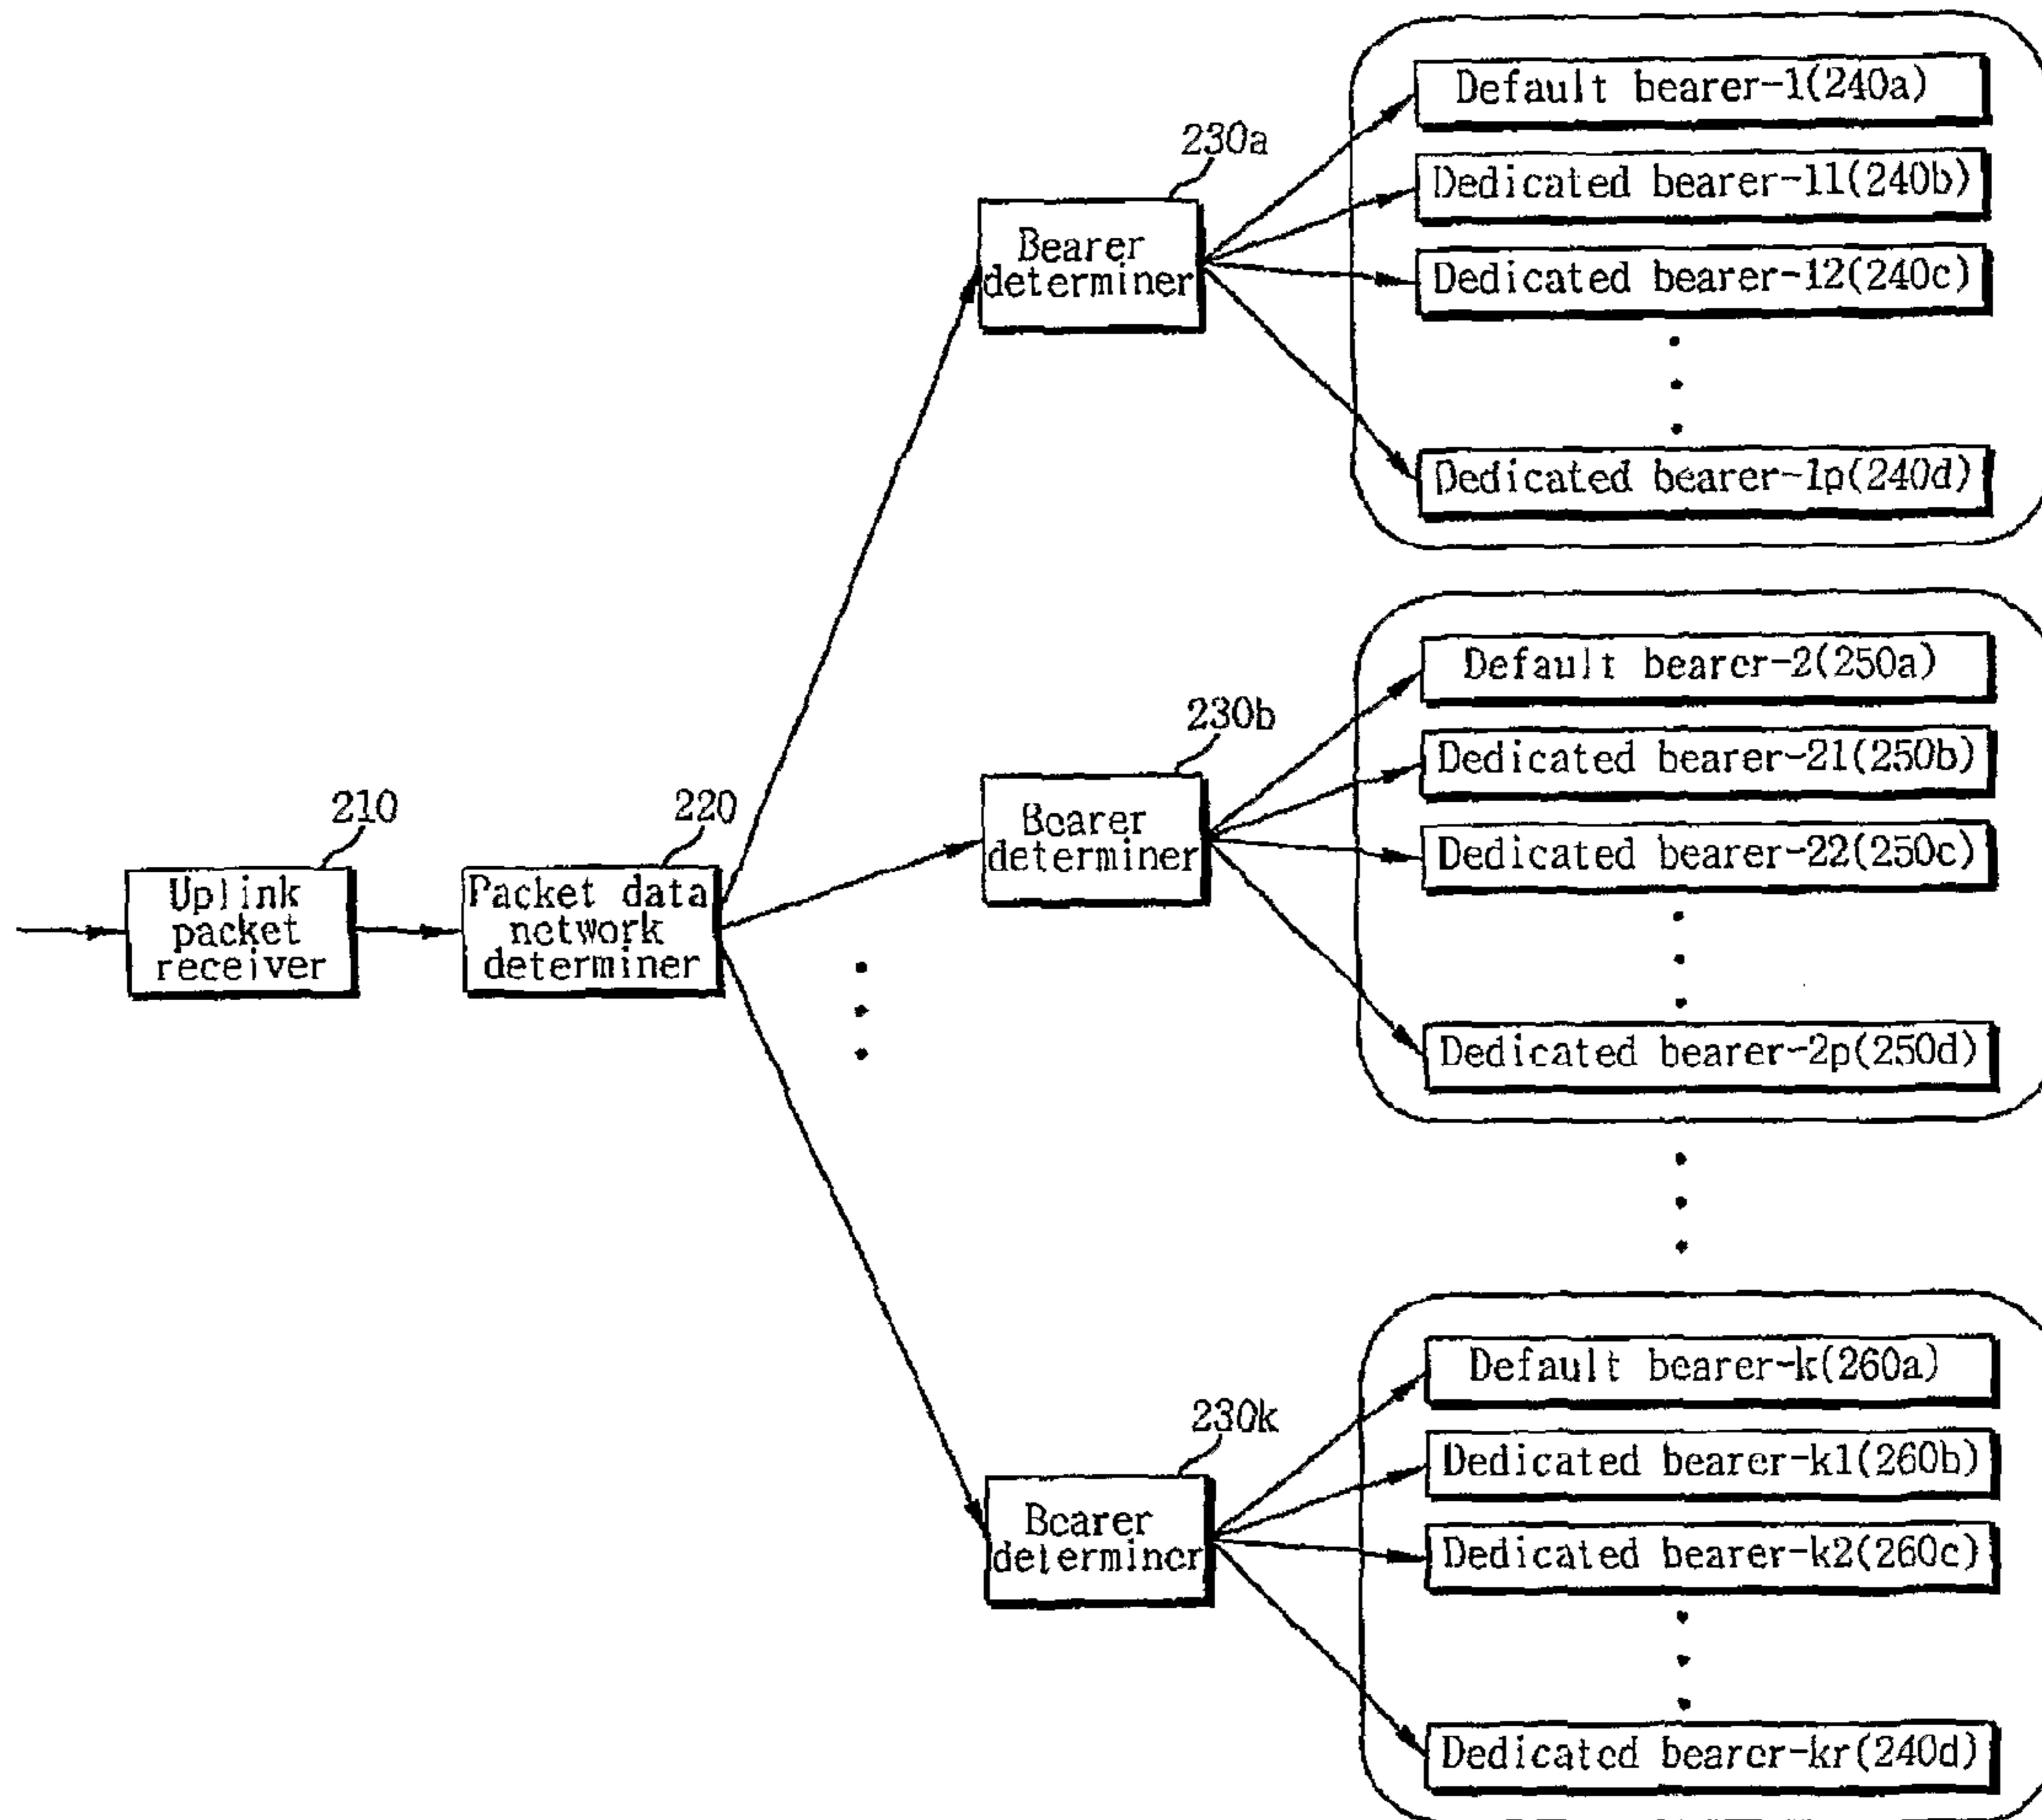 230a
Bearer
determiner
Default bearer-1(240a)
Dedicated bearer-11(240b)
Dedicated bearer-12(240c)
Dedicated bearer-1p(240d)
230b
Bearer
determiner
Default bearer-2(250a)
Dedicated bearer-21(250b)
Dedicated bearer-22(250c)
Dedicated bearer-2p(250d)
210
Uplink
packet
receiver
220
Packet data
network
determiner
230k
Bearer
determiner
Default bearer-k(260a)
Dedicated bearer-k1(260b)
Dedicated bearer-k2(260c)
Dedicated bearer-kr(240d)